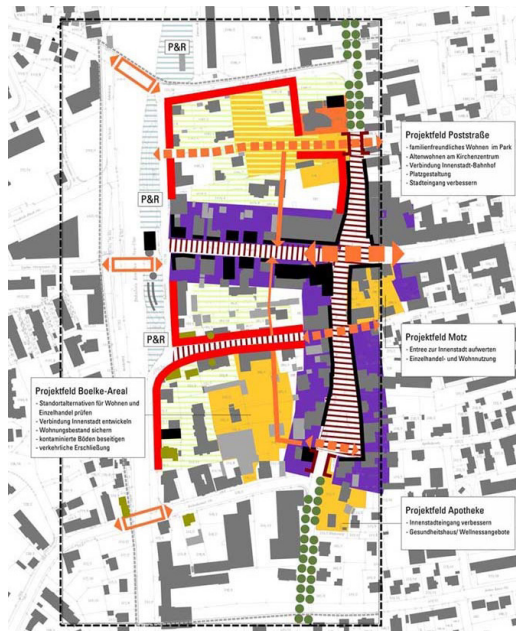 P&R
Projektfeld Poststraße
- familienfreundliches Wohnen im Park
- Altenwohnen am Kirchenzentrum
- Verbindung Innenstadt-Bahnhof
- Platzgestaltung
- Stadteingang verbessern
P&R
P&R
Projektfeld Motz
- Entree zur Innenstadt aufwerten
- Einzelhandel- und Wohnnutzung
Projektfeld Boelke-Areal
- Standortalternativen für Wohnen und
Einzelhandel prüfen
- Verbindung Innenstadt entwickeln
- Wohnungsbestand sichern
- kontaminierte Böden beseitigen
- verkehrliche Erschließung
Projektfeld Apotheke
- Innenstadteingang verbessern
- Gesundheitshaus/ Wellnessangebote